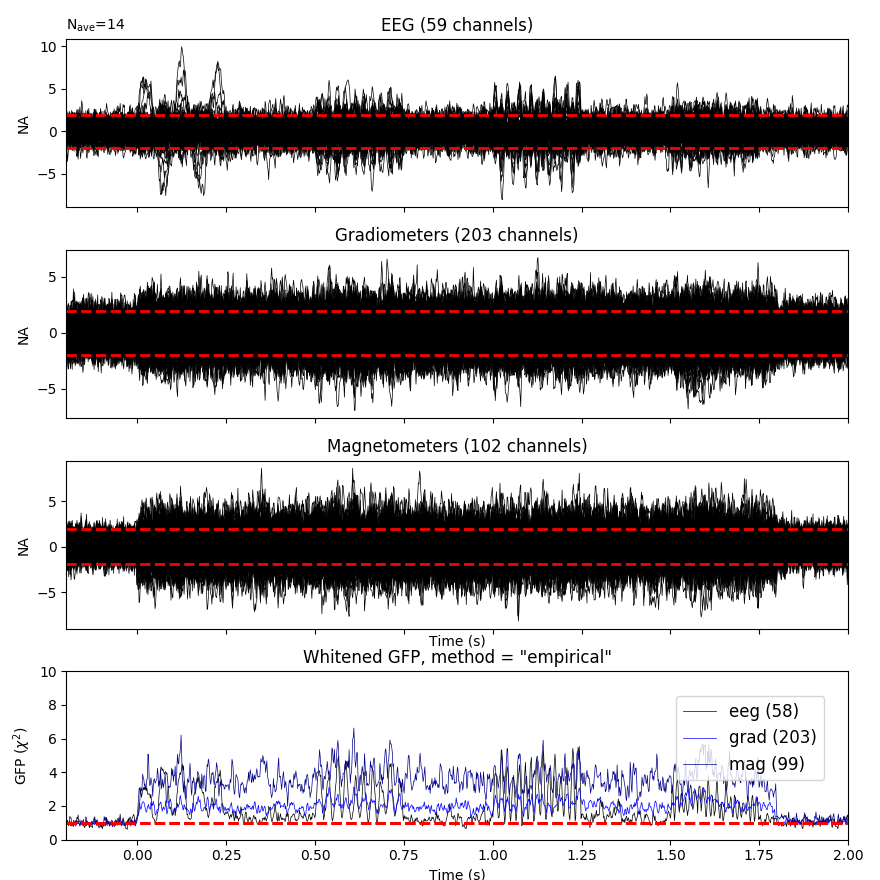 N_ave=14
EEG (59 channels)
10
5
0
−5
NA
Gradiometers (203 channels)
5
0
−5
NA
Magnetometers (102 channels)
5
0
−5
NA
Time (s)
Whitened GFP, method = "empirical"
10
8
6
4
2
0
GFP (χ²)
eeg (58)
grad (203)
mag (99)
0.00 0.25 0.50 0.75 1.00 1.25 1.50 1.75 2.00
Time (s)